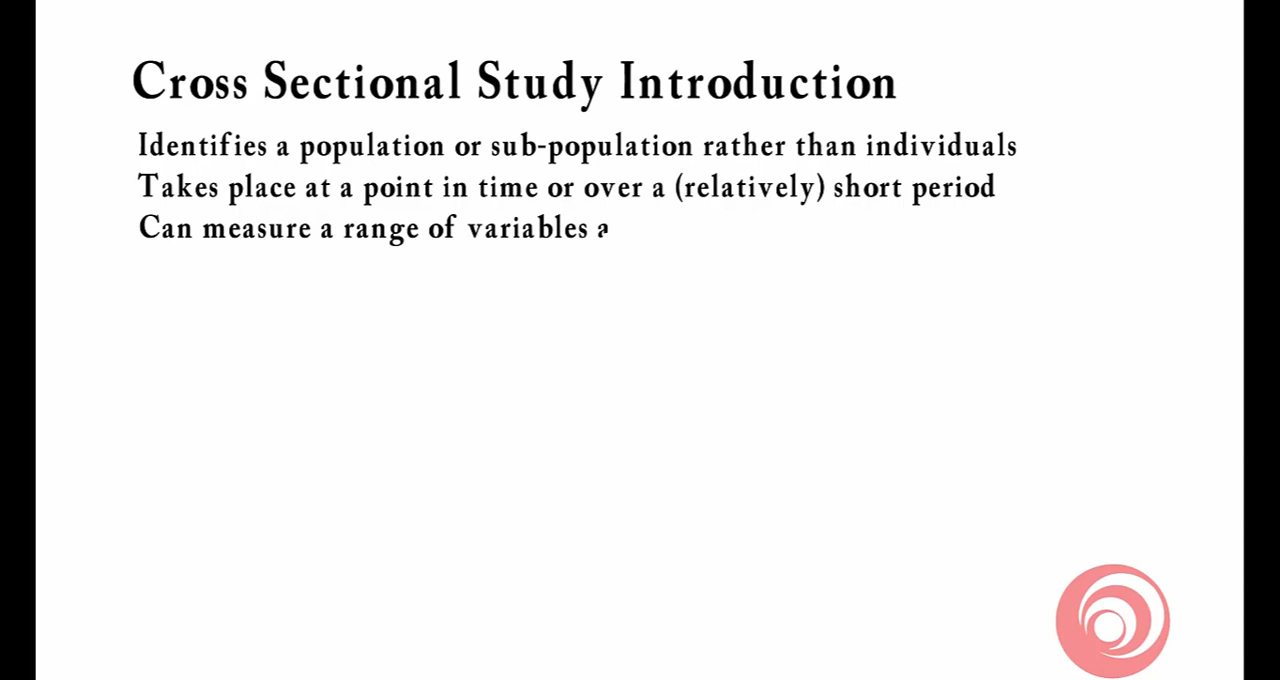 Cross Sectional Study Introduction
Identifies a population or sub-population rather than individuals
Takes place at a point in time or over a (relatively) short period
Can measure a range of variables